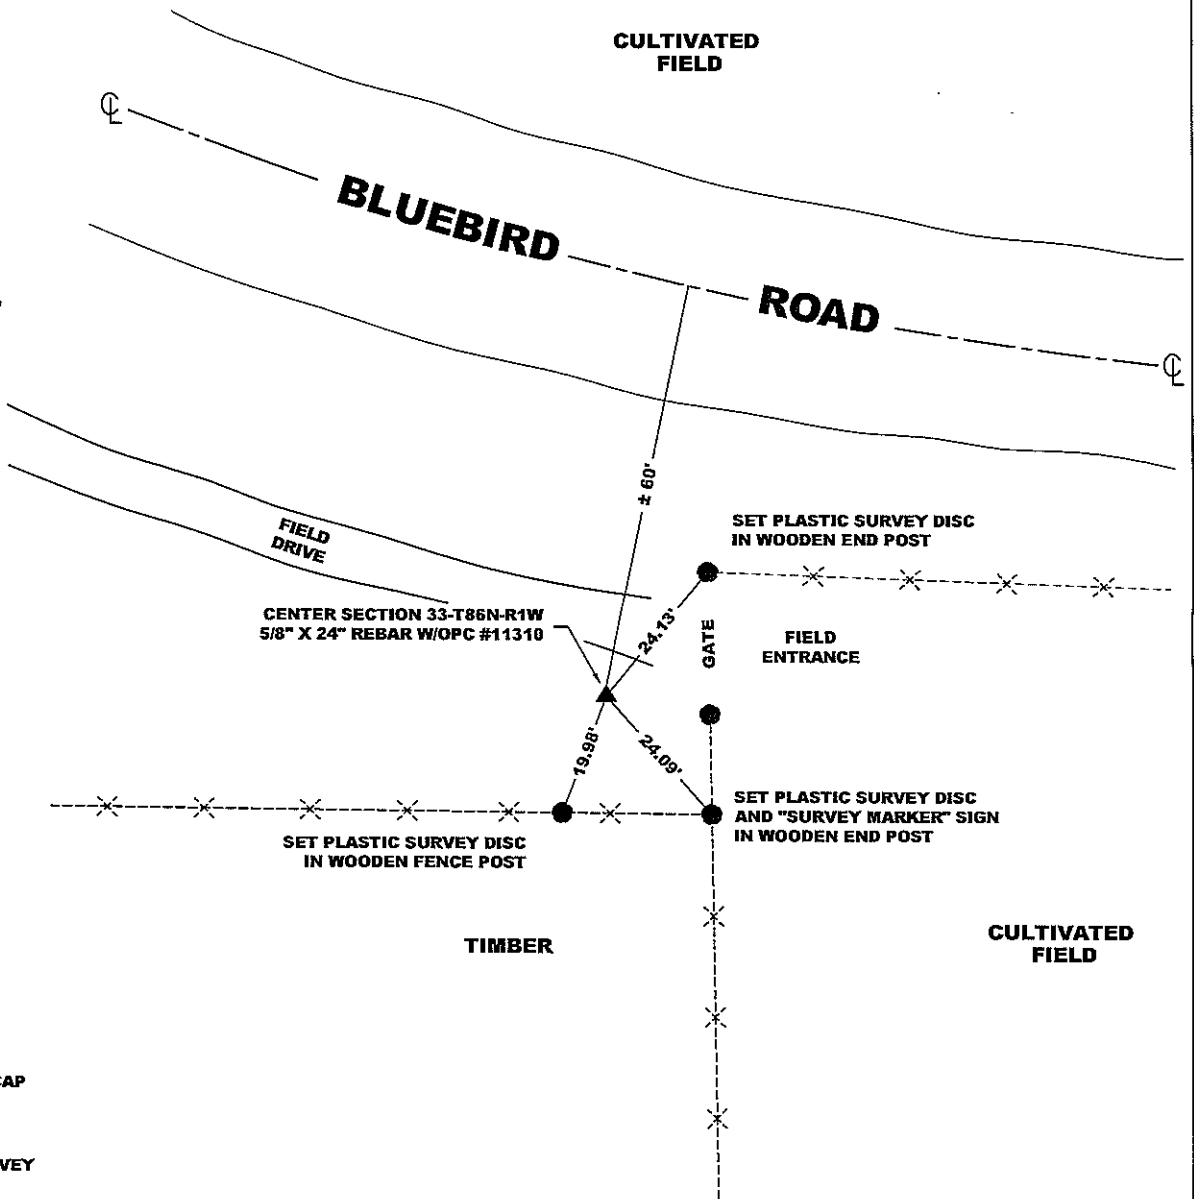 CULTIVATED
FIELD
℄
BLUEBIRD ROAD
℄
± 60'
SET PLASTIC SURVEY DISC
IN WOODEN END POST
FIELD
DRIVE
CENTER SECTION 33-T86N-R1W
5/8" X 24" REBAR W/OPC #11310
24.13'
GATE
FIELD
ENTRANCE
19.98'
24.09'
SET PLASTIC SURVEY DISC
AND "SURVEY MARKER" SIGN
IN WOODEN END POST
SET PLASTIC SURVEY DISC
IN WOODEN FENCE POST
TIMBER
CULTIVATED
FIELD
CAP
VEY